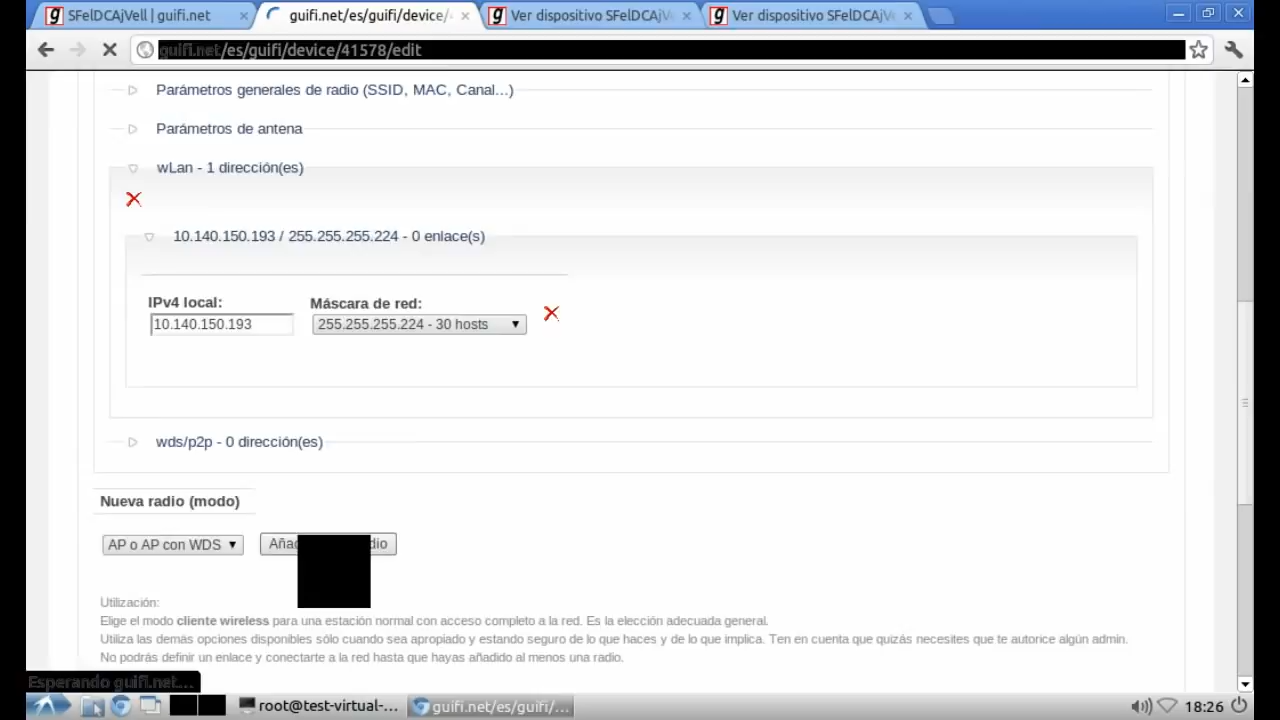 SFelDCAjVell | guifi.net
guifi.net/es/guifi/device/
Ver dispositivo SFelDCAjV
Ver dispositivo SFelDCAjV
guifi.net/es/guifi/device/41578/edit
Parámetros generales de radio (SSID, MAC, Canal...)
Parámetros de antena
wLan - 1 dirección(es)
10.140.150.193 / 255.255.255.224 - 0 enlace(s)
IPv4 local:
Máscara de red:
10.140.150.193
255.255.255.224 - 30 hosts
wds/p2p - 0 dirección(es)
Nueva radio (modo)
AP o AP con WDS
Utilización:
Elige el modo cliente wireless para una estación normal con acceso completo a la red. Es la elección adecuada general.
Utiliza las demás opciones disponibles sólo cuando sea apropiado y estando seguro de lo que haces y de lo que implica. Ten en cuenta que quizás necesites que te autorice algún admin.
No podrás definir un enlace y conectarte a la red hasta que hayas añadido al menos una radio.
Esperando guifi.net...
root@test-virtual-...
guifi.net/es/guifi/...
18:26